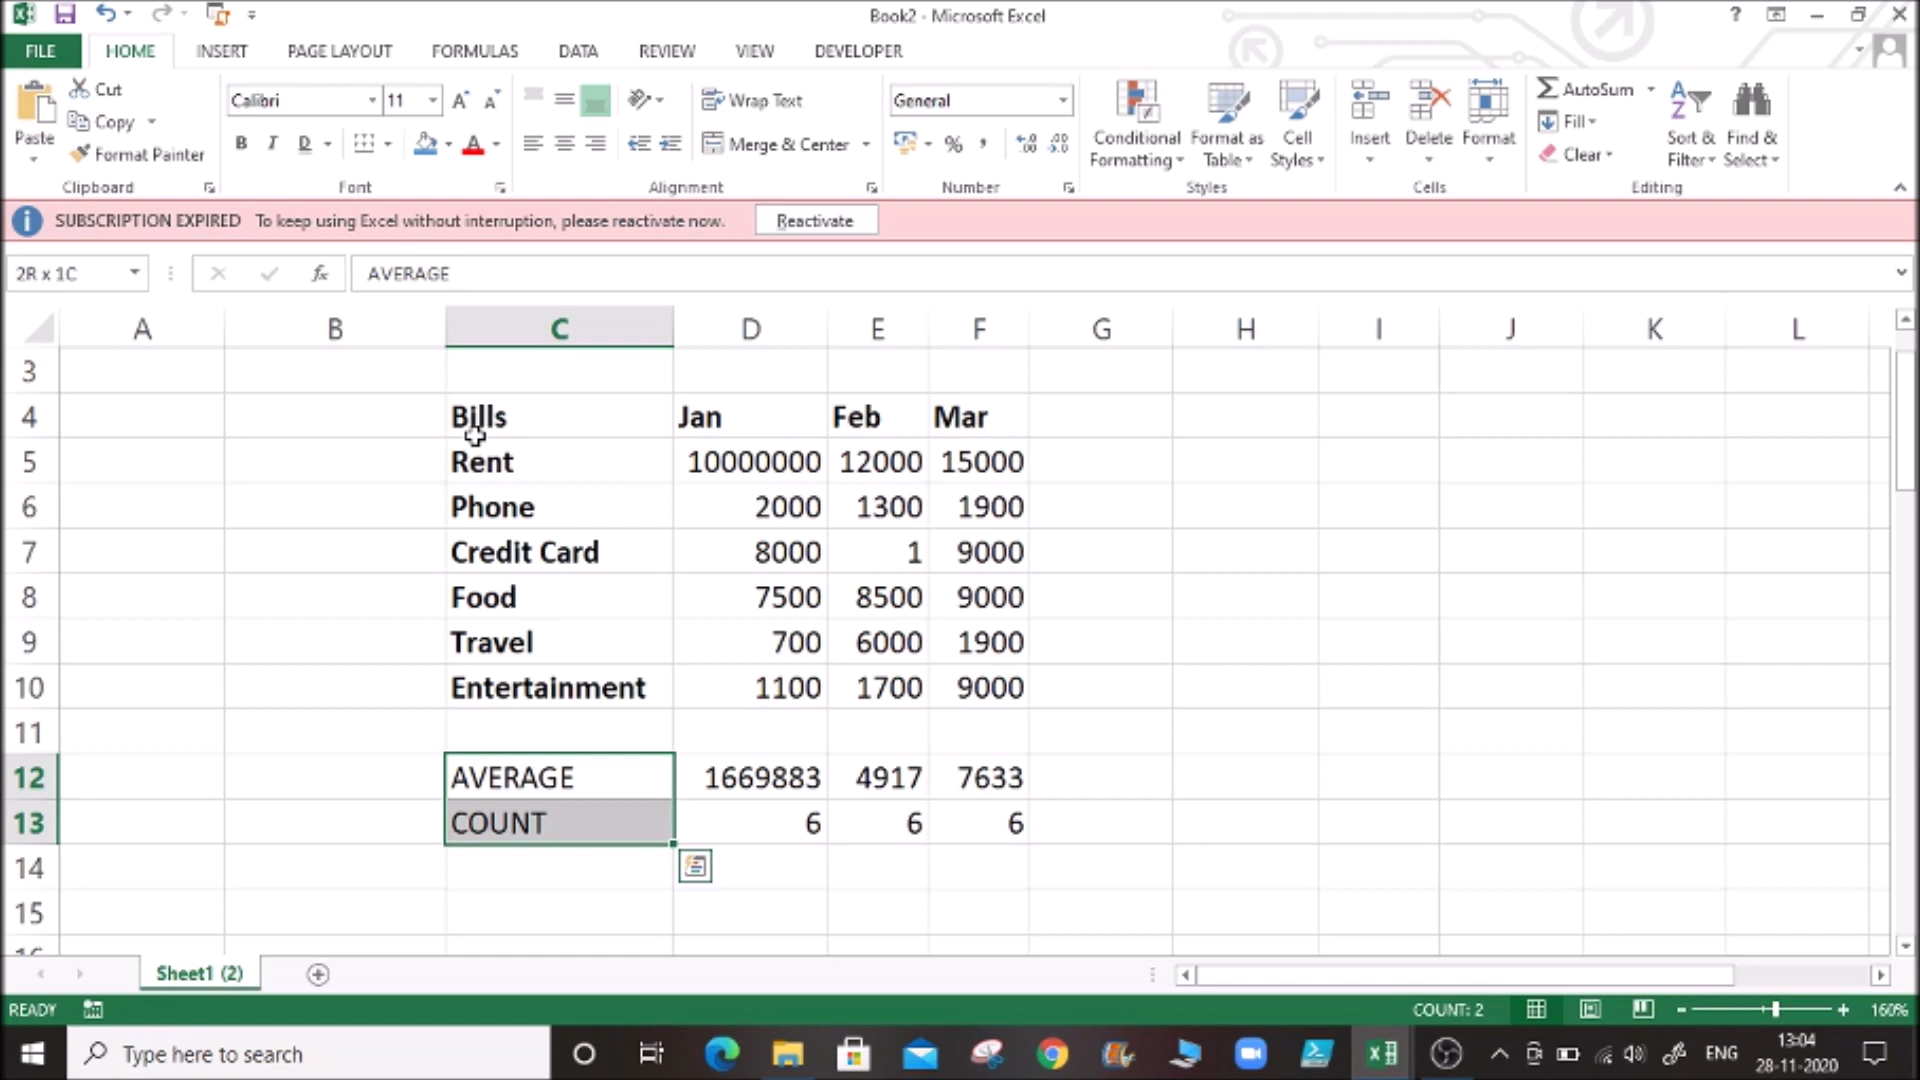 Book2 - Microsoft Excel
?
FILE HOME INSERT PAGE LAYOUT FORMULAS DATA REVIEW VIEW DEVELOPER
Paste
Cut
Copy
Format Painter
Clipboard
Calibri 11
B I D A
Font
Wrap Text
Merge & Center
Alignment
General
%
Number
Conditional Formatting
Format as Table
Cell Styles
Styles
Insert
Delete
Format
Cells
AutoSum
Fill
Clear
Sort & Filter
Find & Select
Editing
SUBSCRIPTION EXPIRED To keep using Excel without interruption, please reactivate now. Reactivate
2R x 1C fx AVERAGE
A B C D E F G H I J K L
3
4 Bills Jan Feb Mar
5 Rent 10000000 12000 15000
6 Phone 2000 1300 1900
7 Credit Card 8000 1 9000
8 Food 7500 8500 9000
9 Travel 700 6000 1900
10 Entertainment 1100 1700 9000
11
12 AVERAGE 1669883 4917 7633
13 COUNT 6 6 6
14
15
Sheet1 (2)
READY COUNT: 2 160%
Type here to search
ENG
13:04
28-11-2020